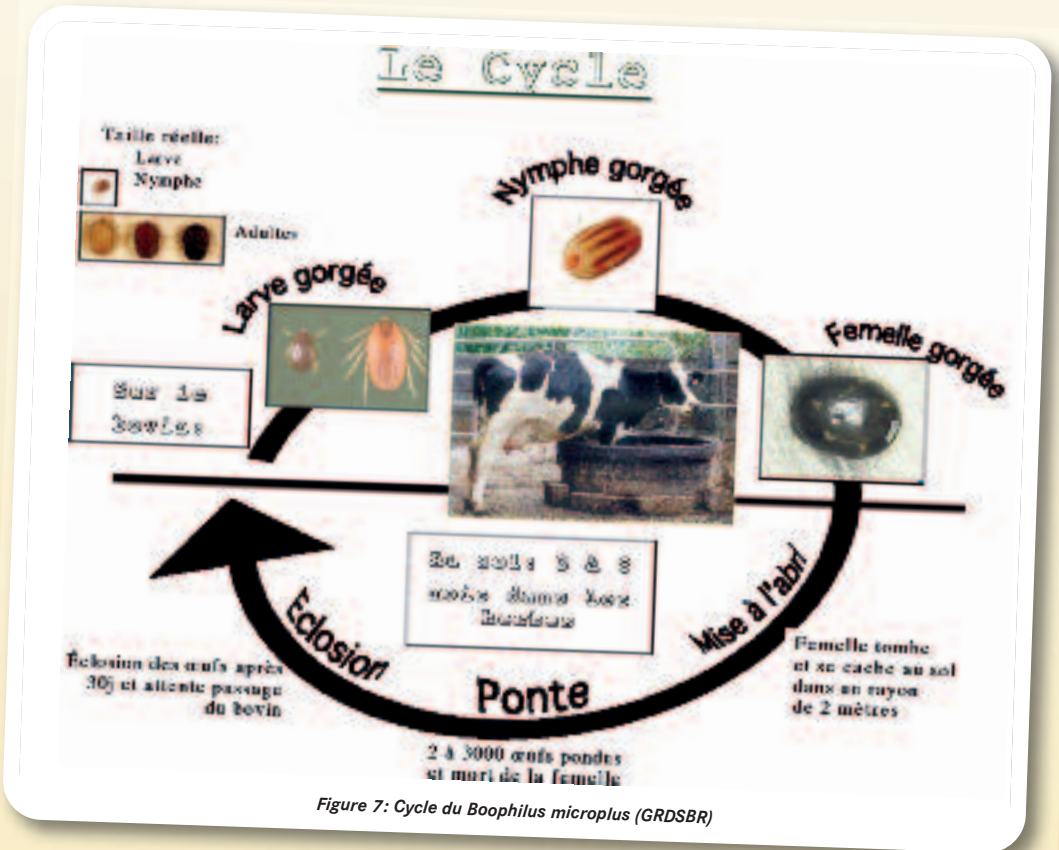 Le Cycle
Taille réelle:
Larve
Nymphe
Adultes
Nymphe gorgée
Larve gorgée
Femelle gorgée
Sur le
bovin:
Au sol: 3 à 8
mois dans les
herbes
Mise à l'abri
Éclosion
Ponte
Éclosion des œufs après
30j et attente passage
du bovin
Femelle tombe
et se cache au sol
dans un rayon
de 2 mètres
2 à 3000 œufs pondus
et mort de la femelle
Figure 7: Cycle du Boophilus microplus (GRDSBR)